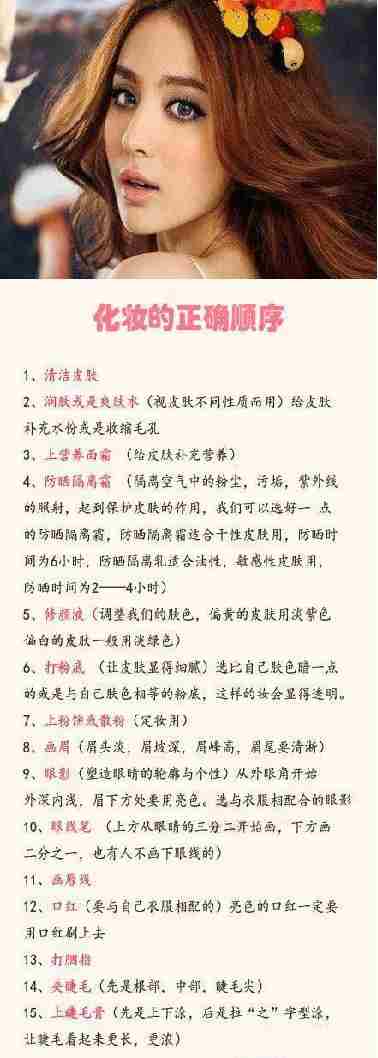 化妆的正确顺序
1、清洁皮肤
2、润肤或是爽肤水（视皮肤不同性质而用）给皮肤
补充水份或是收缩毛孔
3、上营养面霜 （给皮肤补充营养）
4、防晒隔离霜 （隔离空气中的粉尘，污垢，紫外线
的照射，起到保护皮肤的作用，我们可以选好一 点
的防晒隔离霜，防晒隔离霜适合干性皮肤用，防晒时
间为6小时．防晒隔离乳适合油性．敏感性皮肤用．
防晒时间为2——4小时）
5、修颜液（调整我们的肤色，偏黄的皮肤用淡紫色
偏白的皮肤一般用淡绿色）
6、打粉底 （让皮肤显得细腻）选比自己肤色暗一点
的或是与自己肤色相等的粉底，这样的妆会显得透明。
7、上粉饼或散粉（定妆用）
8、画眉（眉头淡．眉坡深，眉峰高，眉尾要清淅）
9、眼影（塑造眼睛的轮廓与个性）从外眼角开始
外深内浅．眉下方处要用亮色。选与衣服相配合的眼影
10、眼线笔 （上方从眼睛的三分二开始画，下方画
二分之一．也有人不画下眼线的）
11、画唇线
12、口红（要与自己衣服相配的）亮色的口红一定要
用口红刷上去
13、打胭脂
14、夹睫毛（先是根部．中部．睫毛尖）
15、上睫毛膏（先是上下涂，后是拉“之”字型涂，
让睫毛看起来更长，更浓）